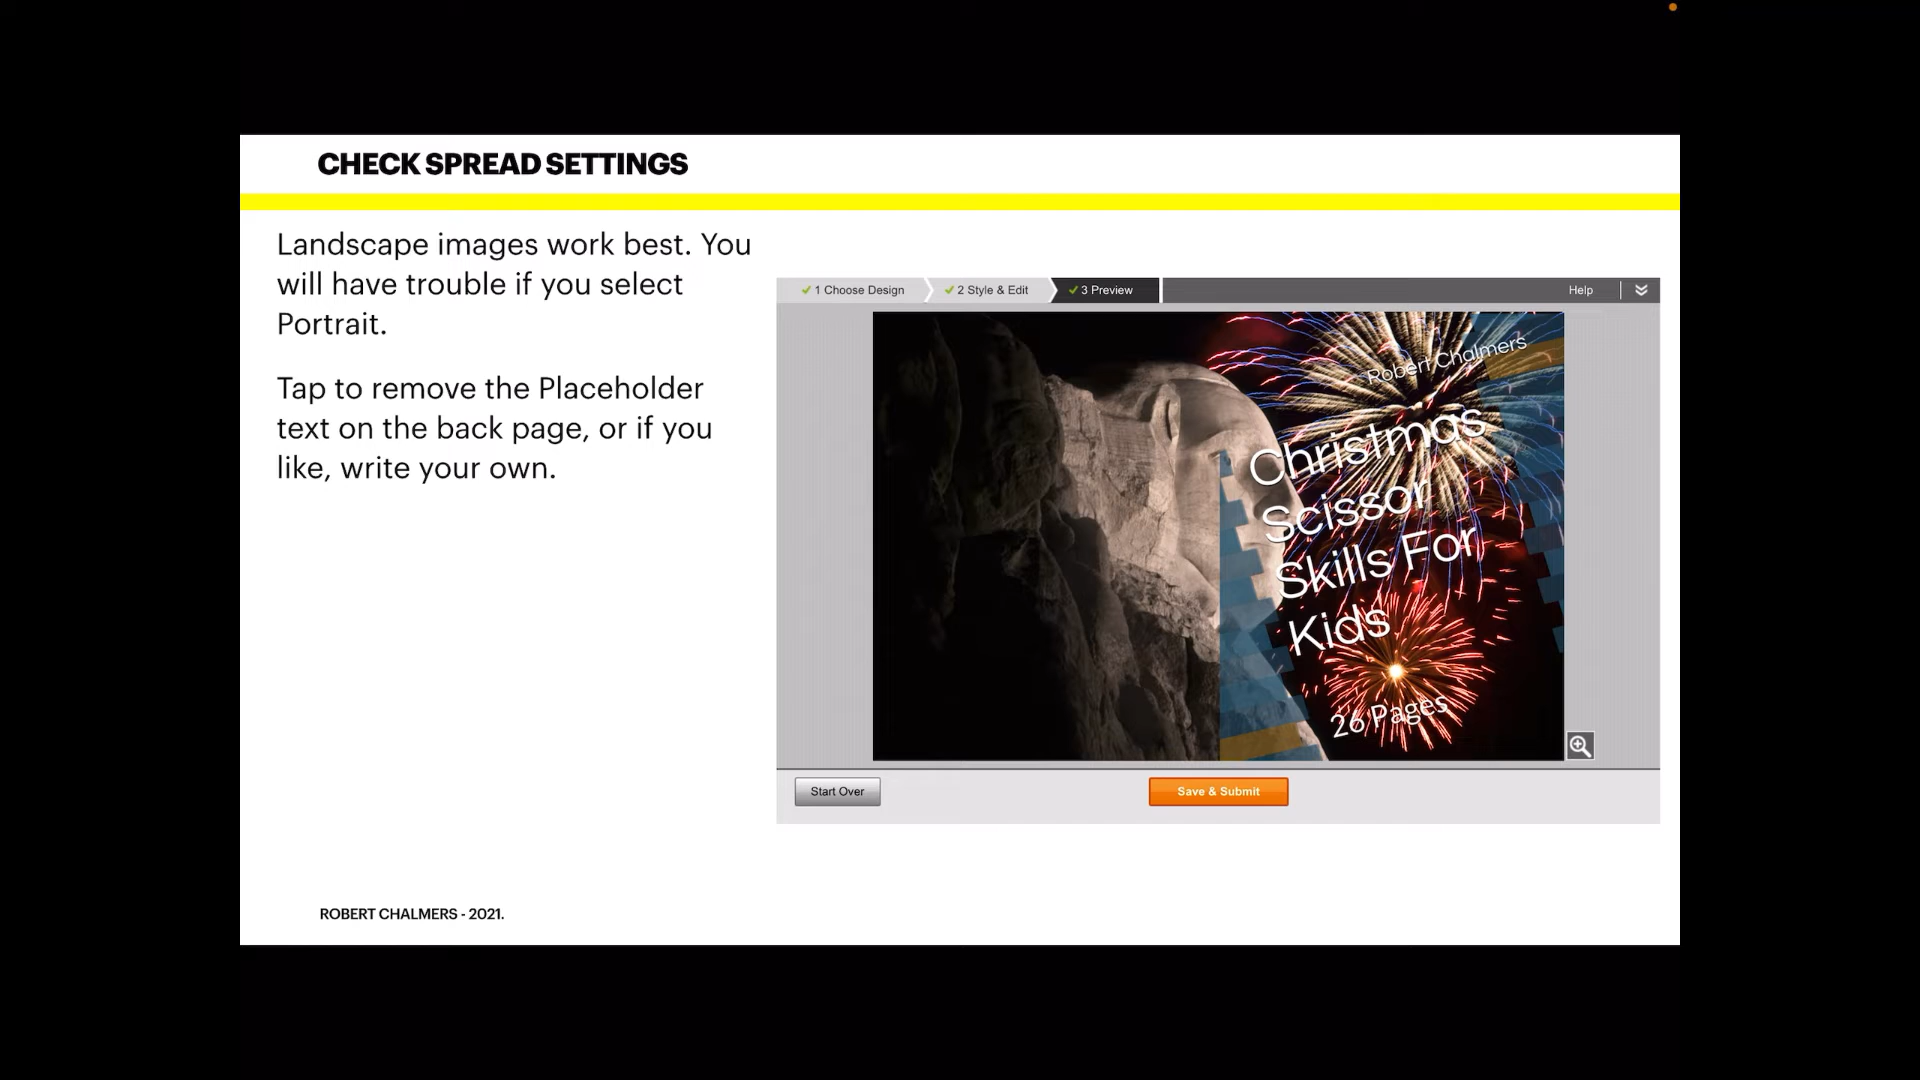 CHECK SPREAD SETTINGS
Landscape images work best. You
will have trouble if you select
Portrait.
Tap to remove the Placeholder
text on the back page, or if you
like, write your own.
1 Choose Design
2 Style & Edit
3 Preview
Help
Robert Chalmers
Christmas
Scissor
Skills For
Kids
26 Pages
Start Over
Save & Submit
ROBERT CHALMERS - 2021.